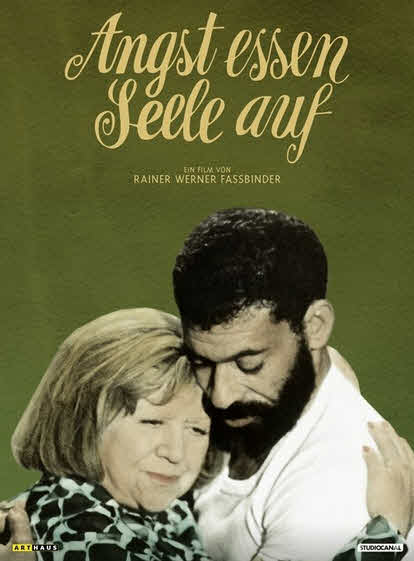 Angst essen
Seele auf
EIN FILM VON
RAINER WERNER FASSBINDER
ARTHAUS
STUDIOCANAL